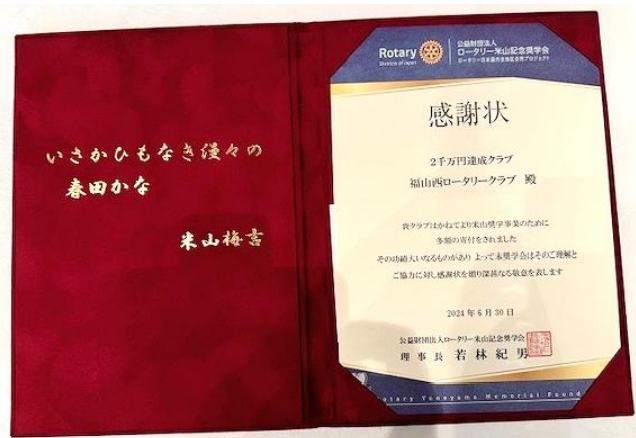 いさかひもなき漫々の
春田かな
米山梅吉
Rotary
Districts of Japan
公益財団法人
ロータリー米山記念奨学会
感謝状
2千万円達成クラブ
福山西ロータリークラブ 殿
貴クラブはかねてより米山奨学事業のために
多額の寄付をされました
その功績大いなるものがあり よって本奨学会はそのご理解と
ご協力に対し感謝状を贈り深甚なる敬意を表します
2024年6月30日
公益財団法人ロータリー米山記念奨学会
理事長 若林紀男
Rotary Yoneyama Memorial Found